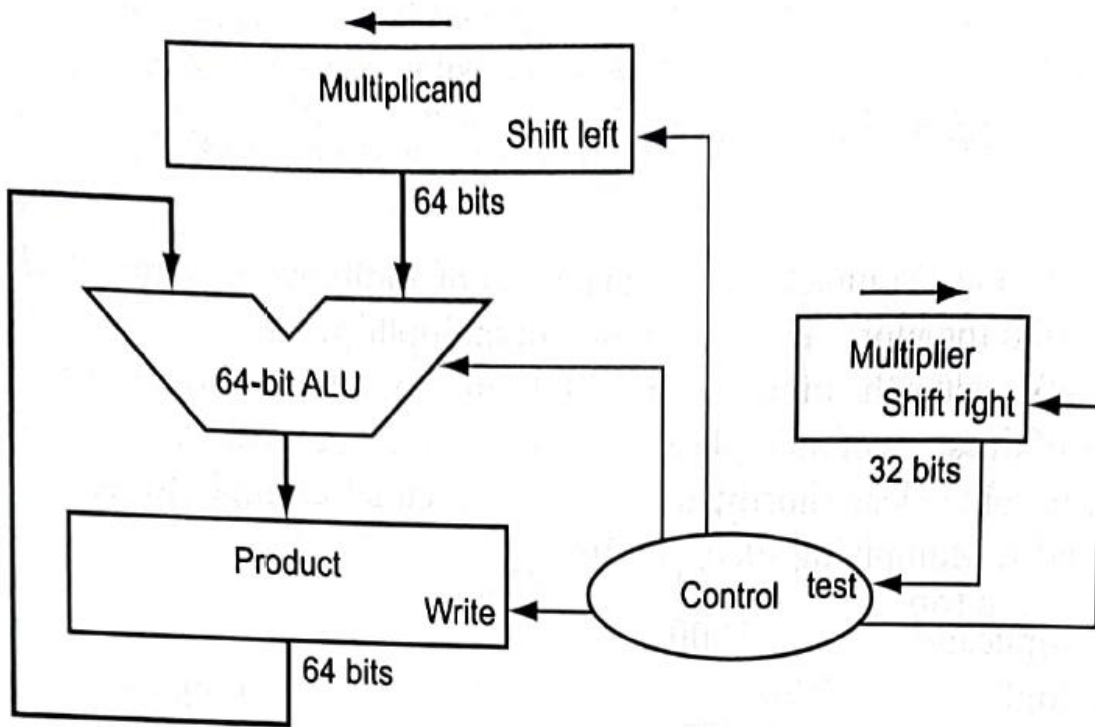 Multiplicand
Shift left
64 bits
64-bit ALU
Multiplier
Shift right
32 bits
Product
Write
Control
test
64 bits